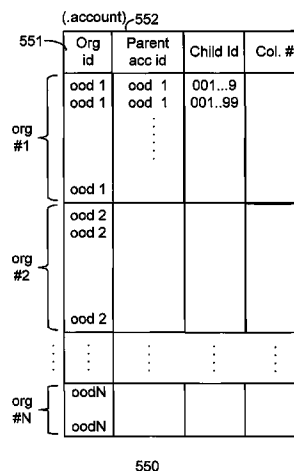 (.account) 552
551
Org id Parent acc id Child Id Col. #
ood 1 ood 1 001...9
ood 1 ood 1 001..99
org #1
ood 1
ood 2
ood 2
org #2
ood 2
org #N
oodN
oodN
550